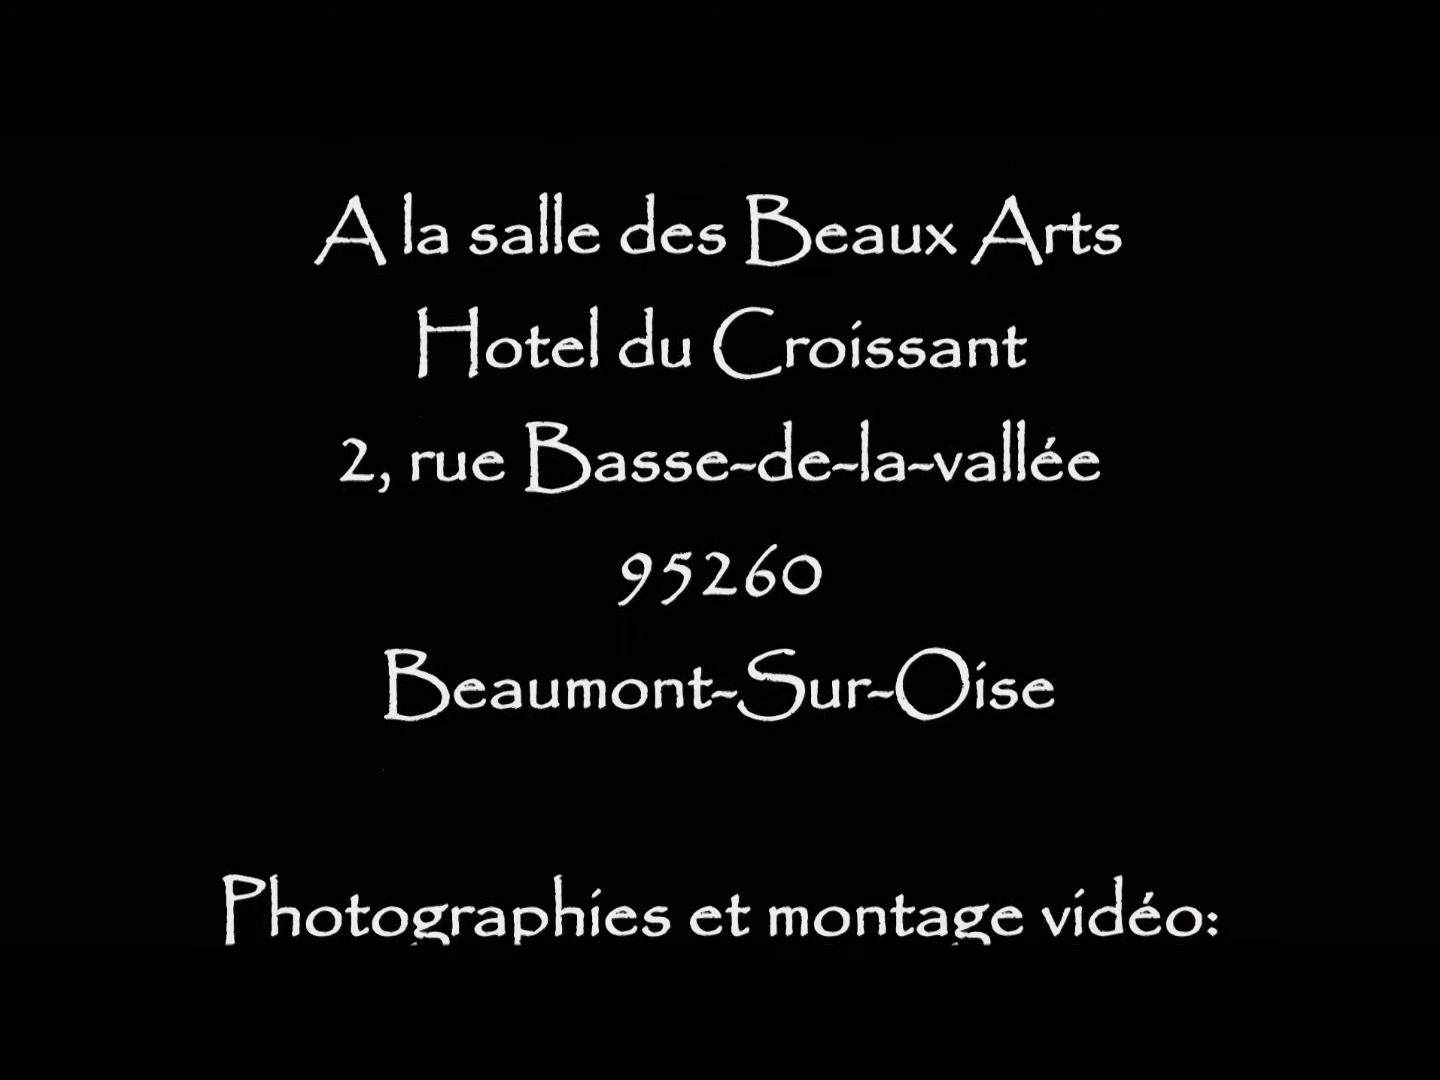 A la salle des Beaux Arts
Hotel du Croissant
2, rue Basse-de-la-vallée
95260
Beaumont-Sur-Oise
Photographies et montage vidéo: